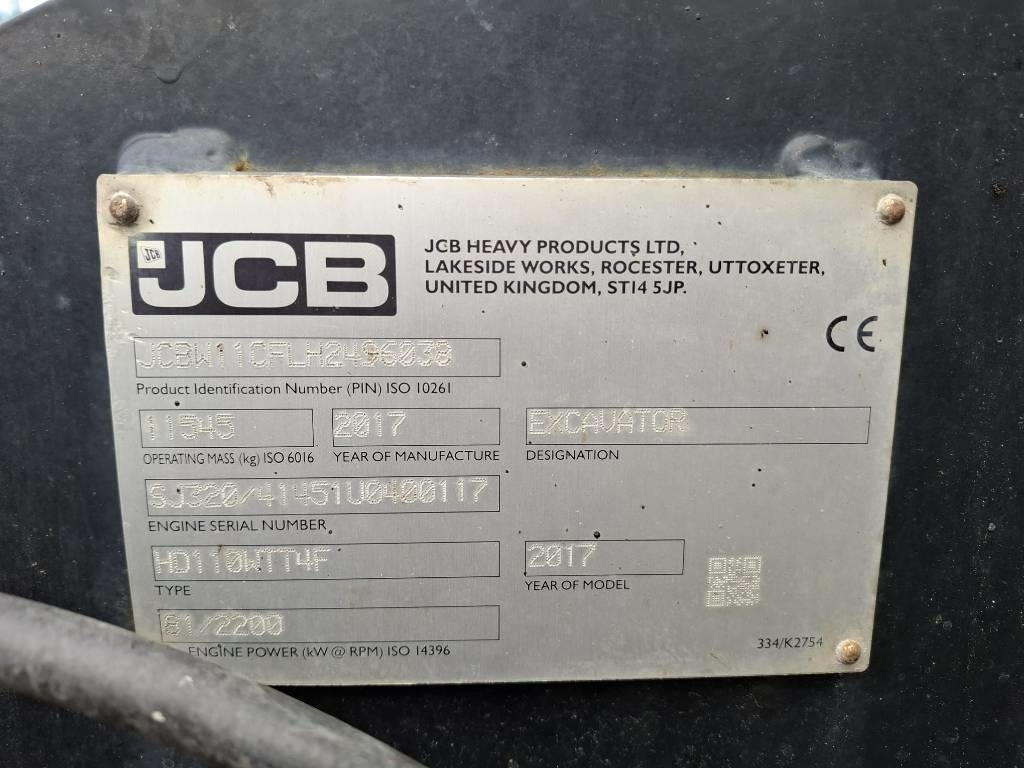 JCB
JCB HEAVY PRODUCTS LTD,
LAKESIDE WORKS, ROCESTER, UTTOXETER,
UNITED KINGDOM, ST14 5JP.
CE
JCBW11CFLH2496038
Product Identification Number (PIN) ISO 10261
11545 2017 EXCAVATOR
OPERATING MASS (kg) ISO 6016 YEAR OF MANUFACTURE DESIGNATION
SJ320/41451U0400117
ENGINE SERIAL NUMBER
HD110WTT4F 2017
TYPE YEAR OF MODEL
81/2200
ENGINE POWER (kW @ RPM) ISO 14396 334/K2754